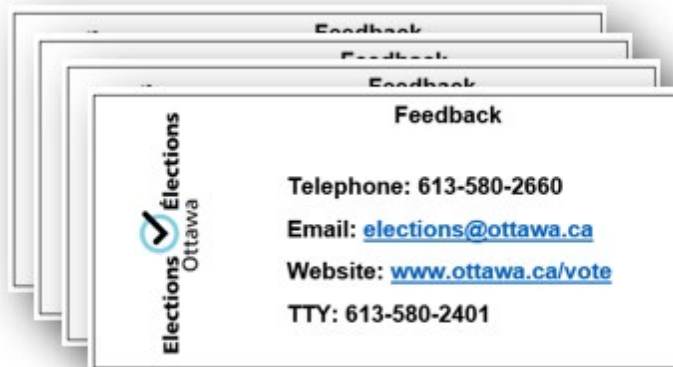 Feedback
Feedback
Feedback
Feedback
Elections Élections
Ottawa
Telephone: 613-580-2660
Email: elections@ottawa.ca
Website: www.ottawa.ca/vote
TTY: 613-580-2401